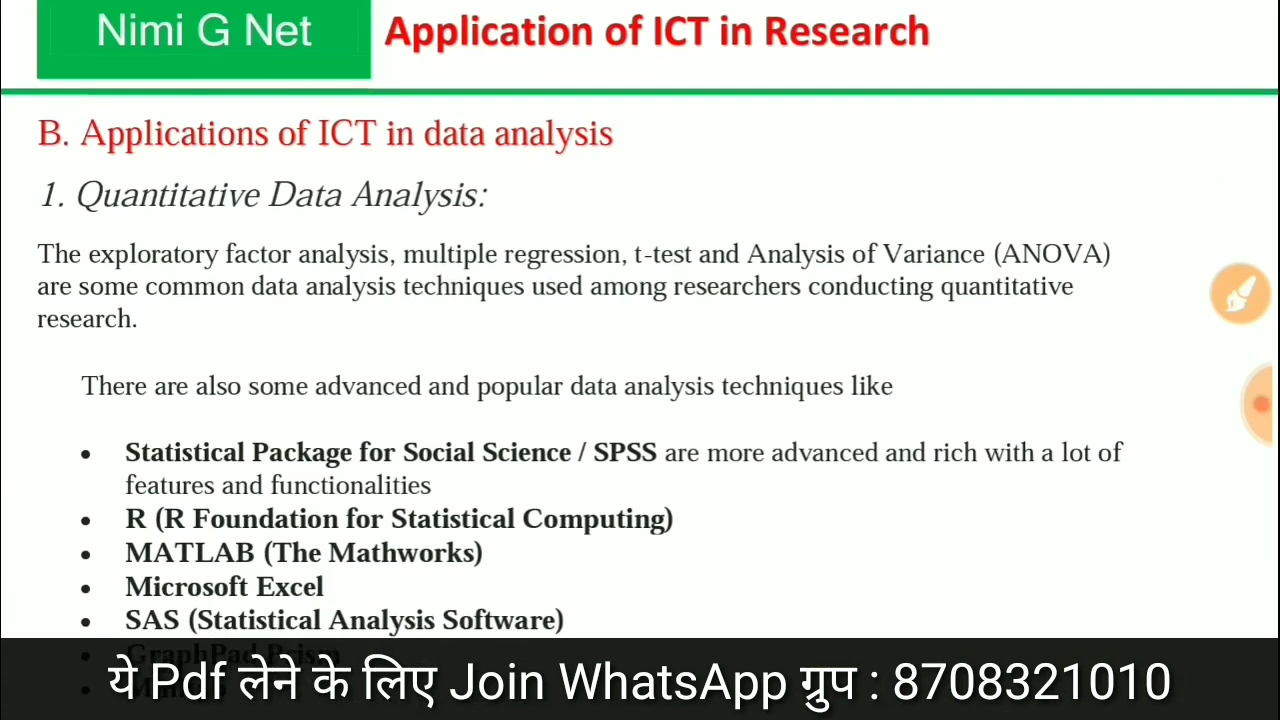 Nimi G Net
Application of ICT in Research
B. Applications of ICT in data analysis
1. Quantitative Data Analysis:
The exploratory factor analysis, multiple regression, t-test and Analysis of Variance (ANOVA)
are some common data analysis techniques used among researchers conducting quantitative
research.
There are also some advanced and popular data analysis techniques like
• Statistical Package for Social Science / SPSS are more advanced and rich with a lot of
features and functionalities
• R (R Foundation for Statistical Computing)
• MATLAB (The Mathworks)
• Microsoft Excel
• SAS (Statistical Analysis Software)
• GraphPad Prism
ये Pdf लेने के लिए Join WhatsApp ग्रुप : 8708321010